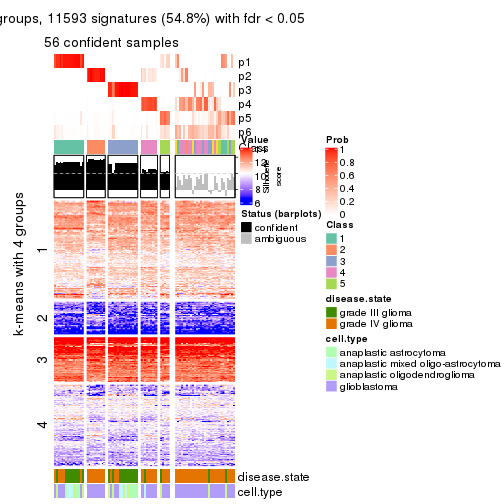 groups, 11593 signatures (54.8%) with fdr < 0.05
56 confident samples
p1
p2
p3
p4
p5
p6
Class
k-means with 4 groups
1
2
3
4
Value
14
12
10
8
6
Silhouette
score
Status (barplots)
confident
ambiguous
Prob
1
0.8
0.6
0.4
0.2
0
Class
1
2
3
4
5
disease.state
grade III glioma
grade IV glioma
cell.type
anaplastic astrocytoma
anaplastic mixed oligo-astrocytoma
anaplastic oligodendroglioma
glioblastoma
disease.state
cell.type